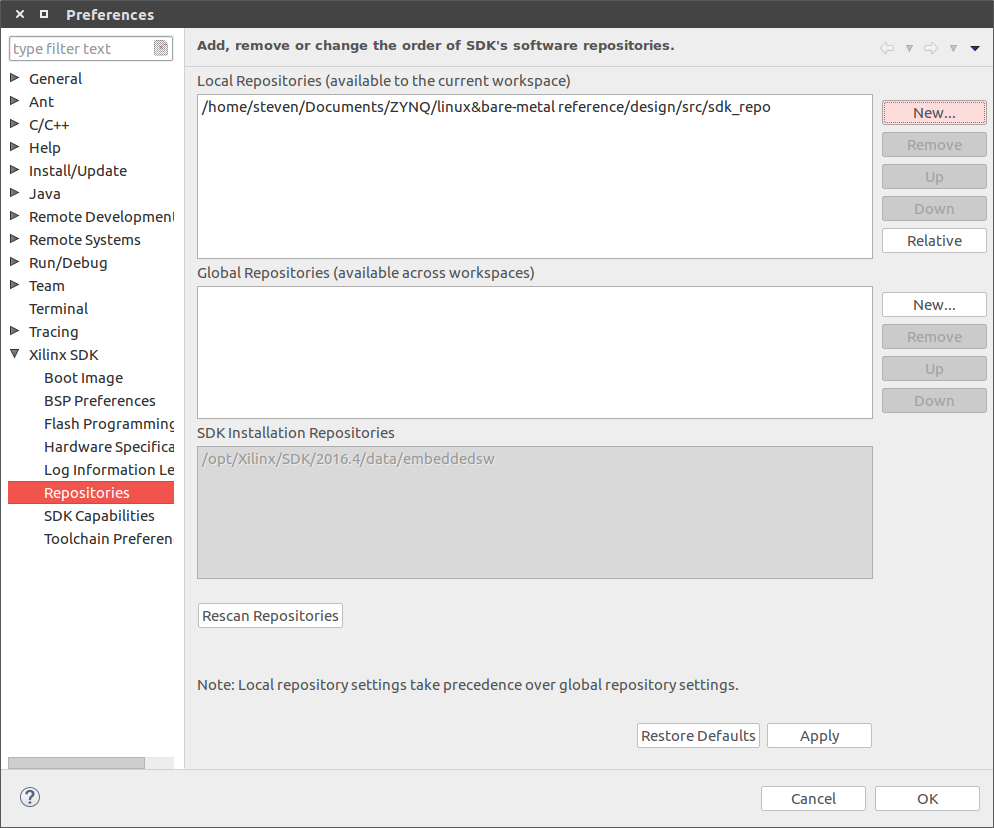 Preferences
type filter text
General
Ant
C/C++
Help
Install/Update
Java
Remote Development
Remote Systems
Run/Debug
Team
Terminal
Tracing
Xilinx SDK
Boot Image
BSP Preferences
Flash Programming
Hardware Specifica
Log Information Le
Repositories
SDK Capabilities
Toolchain Preferen
Add, remove or change the order of SDK's software repositories.
Local Repositories (available to the current workspace)
/home/steven/Documents/ZYNQ/linux&bare-metal reference/design/src/sdk_repo
New...
Remove
Up
Down
Relative
Global Repositories (available across workspaces)
New...
Remove
Up
Down
SDK Installation Repositories
/opt/Xilinx/SDK/2016.4/data/embeddedsw
Rescan Repositories
Note: Local repository settings take precedence over global repository settings.
Restore Defaults
Apply
?
Cancel
OK